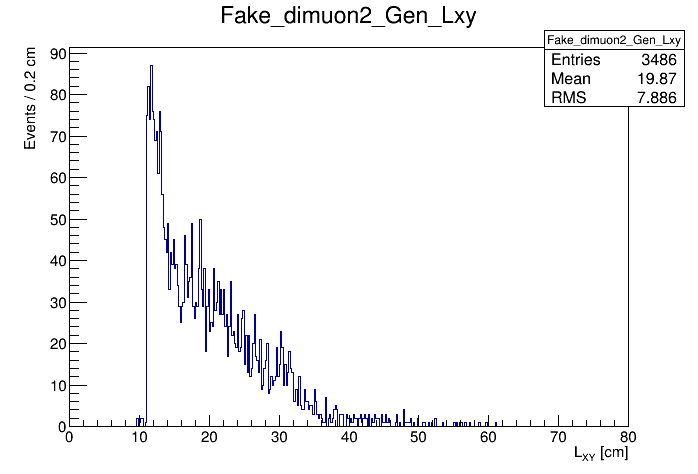 Fake_dimuon2_Gen_Lxy
Fake_dimuon2_Gen_Lxy
Entries 3486
Mean 19.87
RMS 7.886
Events / 0.2 cm
90
80
70
60
50
40
30
20
10
0
0 10 20 30 40 50 60 70 80
L_XY [cm]